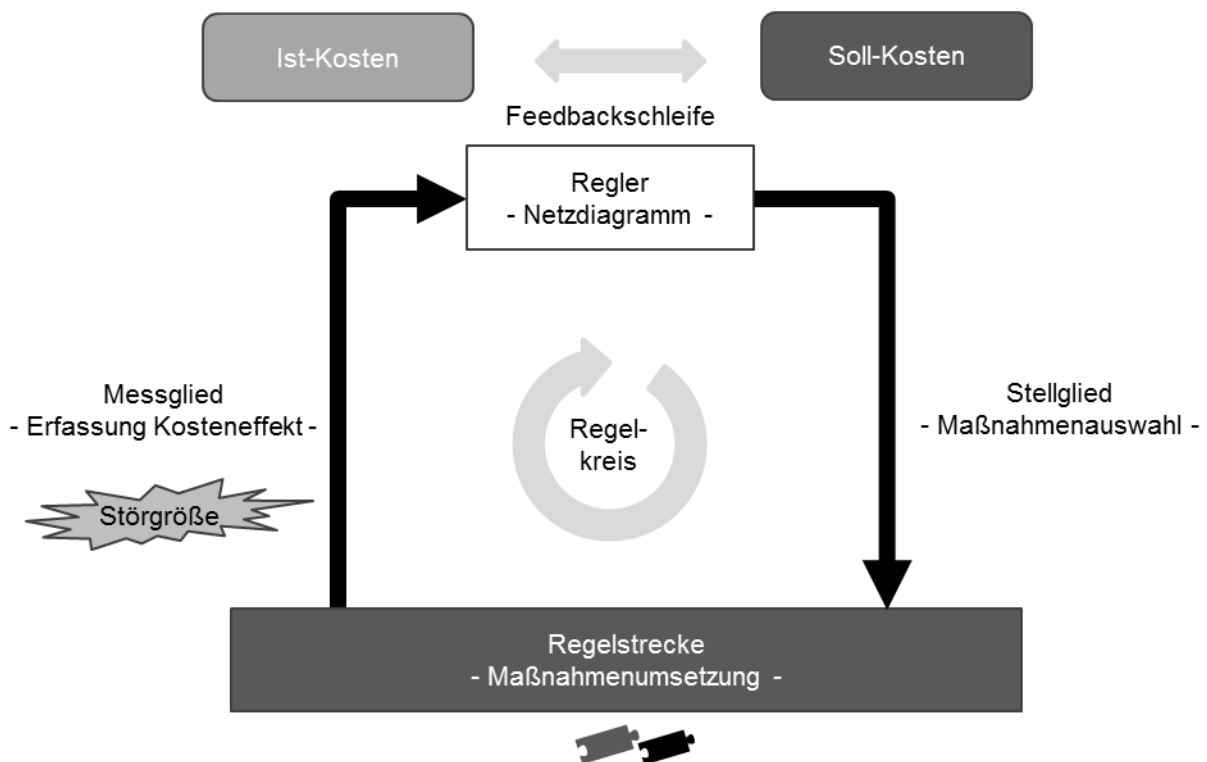 Ist-Kosten
Soll-Kosten
Feedbackschleife
Regler
- Netzdiagramm -
Messglied
- Erfassung Kosteneffekt -
Regel-
kreis
Stellglied
- Maßnahmenauswahl -
Störgröße
Regelstrecke
- Maßnahmenumsetzung -